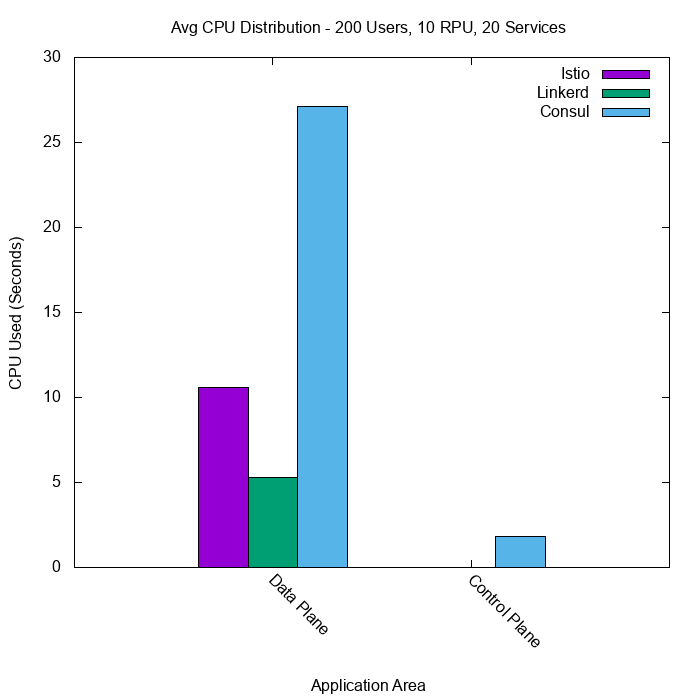 Avg CPU Distribution - 200 Users, 10 RPU, 20 Services
Istio
Linkerd
Consul
30
25
20
15
10
5
0
CPU Used (Seconds)
Data Plane
Control Plane
Application Area